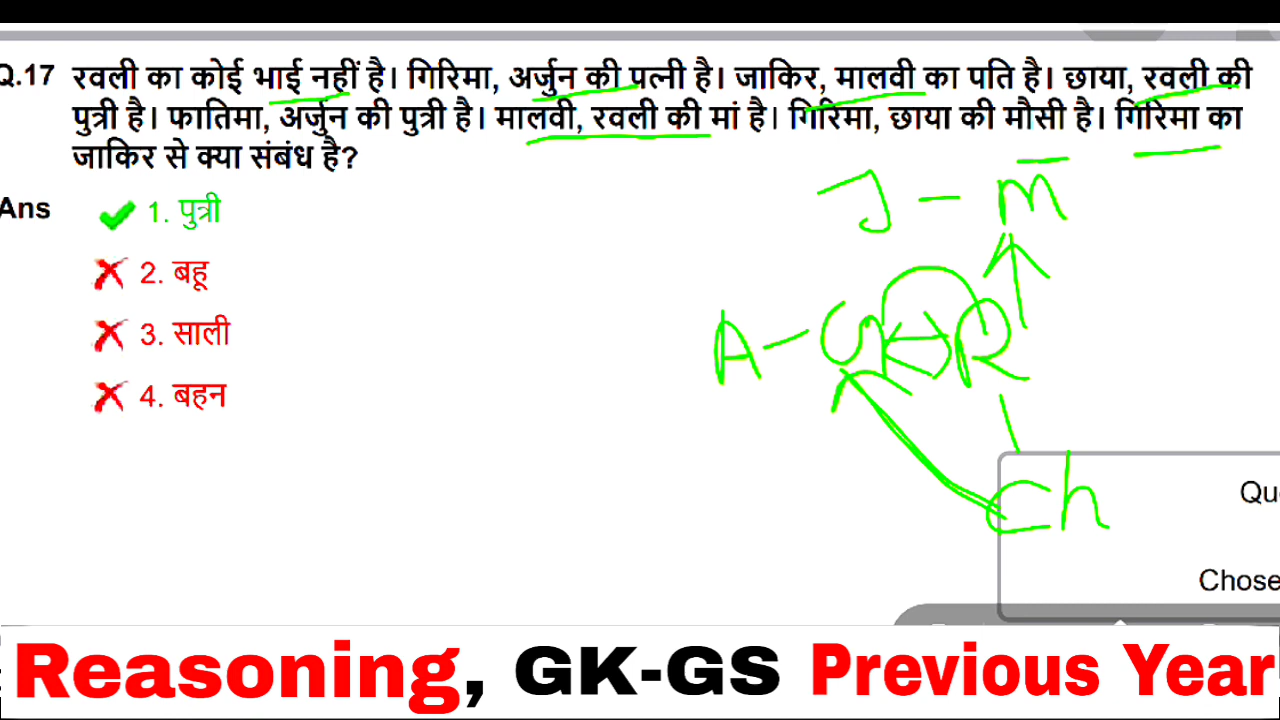 Q.17 रवली का कोई भाई नहीं है। गिरिमा, अर्जुन की पत्नी है। जाकिर, मालवी का पति है। छाया, रवली की
पुत्री है। फातिमा, अर्जुन की पुत्री है। मालवी, रवली की मां है। गिरिमा, छाया की मौसी है। गिरिमा का
जाकिर से क्या संबंध है?
Ans 1. पुत्री
2. बहू
3. साली
4. बहन
J - m
A - G ↔ R
Ch
Qu
Chose
Reasoning, GK-GS Previous Year